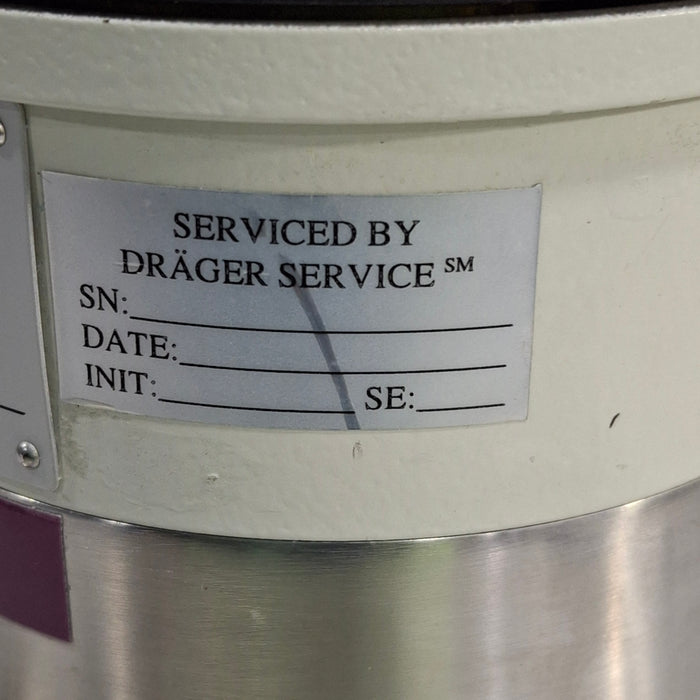 SERVICED BY
DRÄGER SERVICE ℠
SN:
DATE:
INIT: SE: